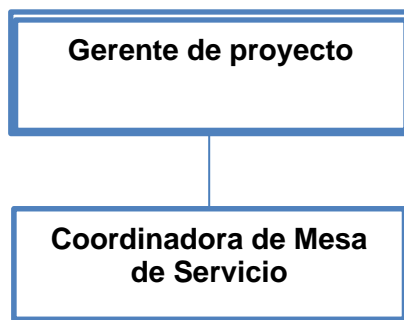 Gerente de proyecto
Coordinadora de Mesa
de Servicio